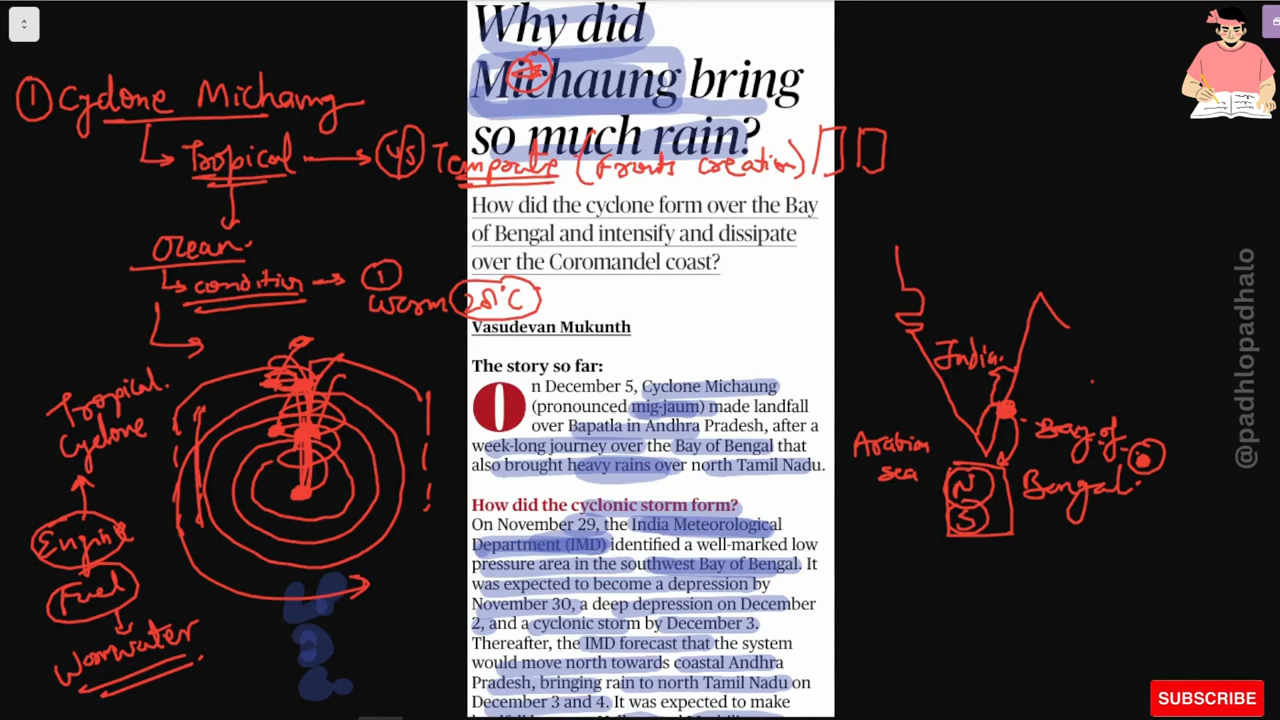 ① Cyclone Michaung
Tropical
V/S
Temperate (fronts creation)
Ocean
condition
①
Warm 28°C
Tropical
Cyclone
Engine
Fuel
Warmwater
Why did
Michaung bring
so much rain?
How did the cyclone form over the Bay
of Bengal and intensify and dissipate
over the Coromandel coast?
Vasudevan Mukunth
The story so far:
On December 5, Cyclone Michaung
(pronounced mig-jaum) made landfall
over Bapatla in Andhra Pradesh, after a
week-long journey over the Bay of Bengal that
also brought heavy rains over north Tamil Nadu.
How did the cyclonic storm form?
On November 29, the India Meteorological
Department (IMD) identified a well-marked low
pressure area in the southwest Bay of Bengal. It
was expected to become a depression by
November 30, a deep depression on December
2, and a cyclonic storm by December 3.
Thereafter, the IMD forecast that the system
would move north towards coastal Andhra
Pradesh, bringing rain to north Tamil Nadu on
December 3 and 4. It was expected to make
India
Arabian
sea
Bay of
Bengal
N
S
@padhlopadhalo
SUBSCRIBE